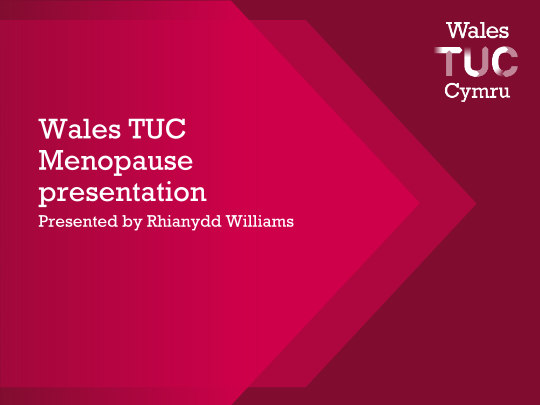 Wales
TUC
Cymru
Wales TUC
Menopause
presentation
Presented by Rhianydd Williams